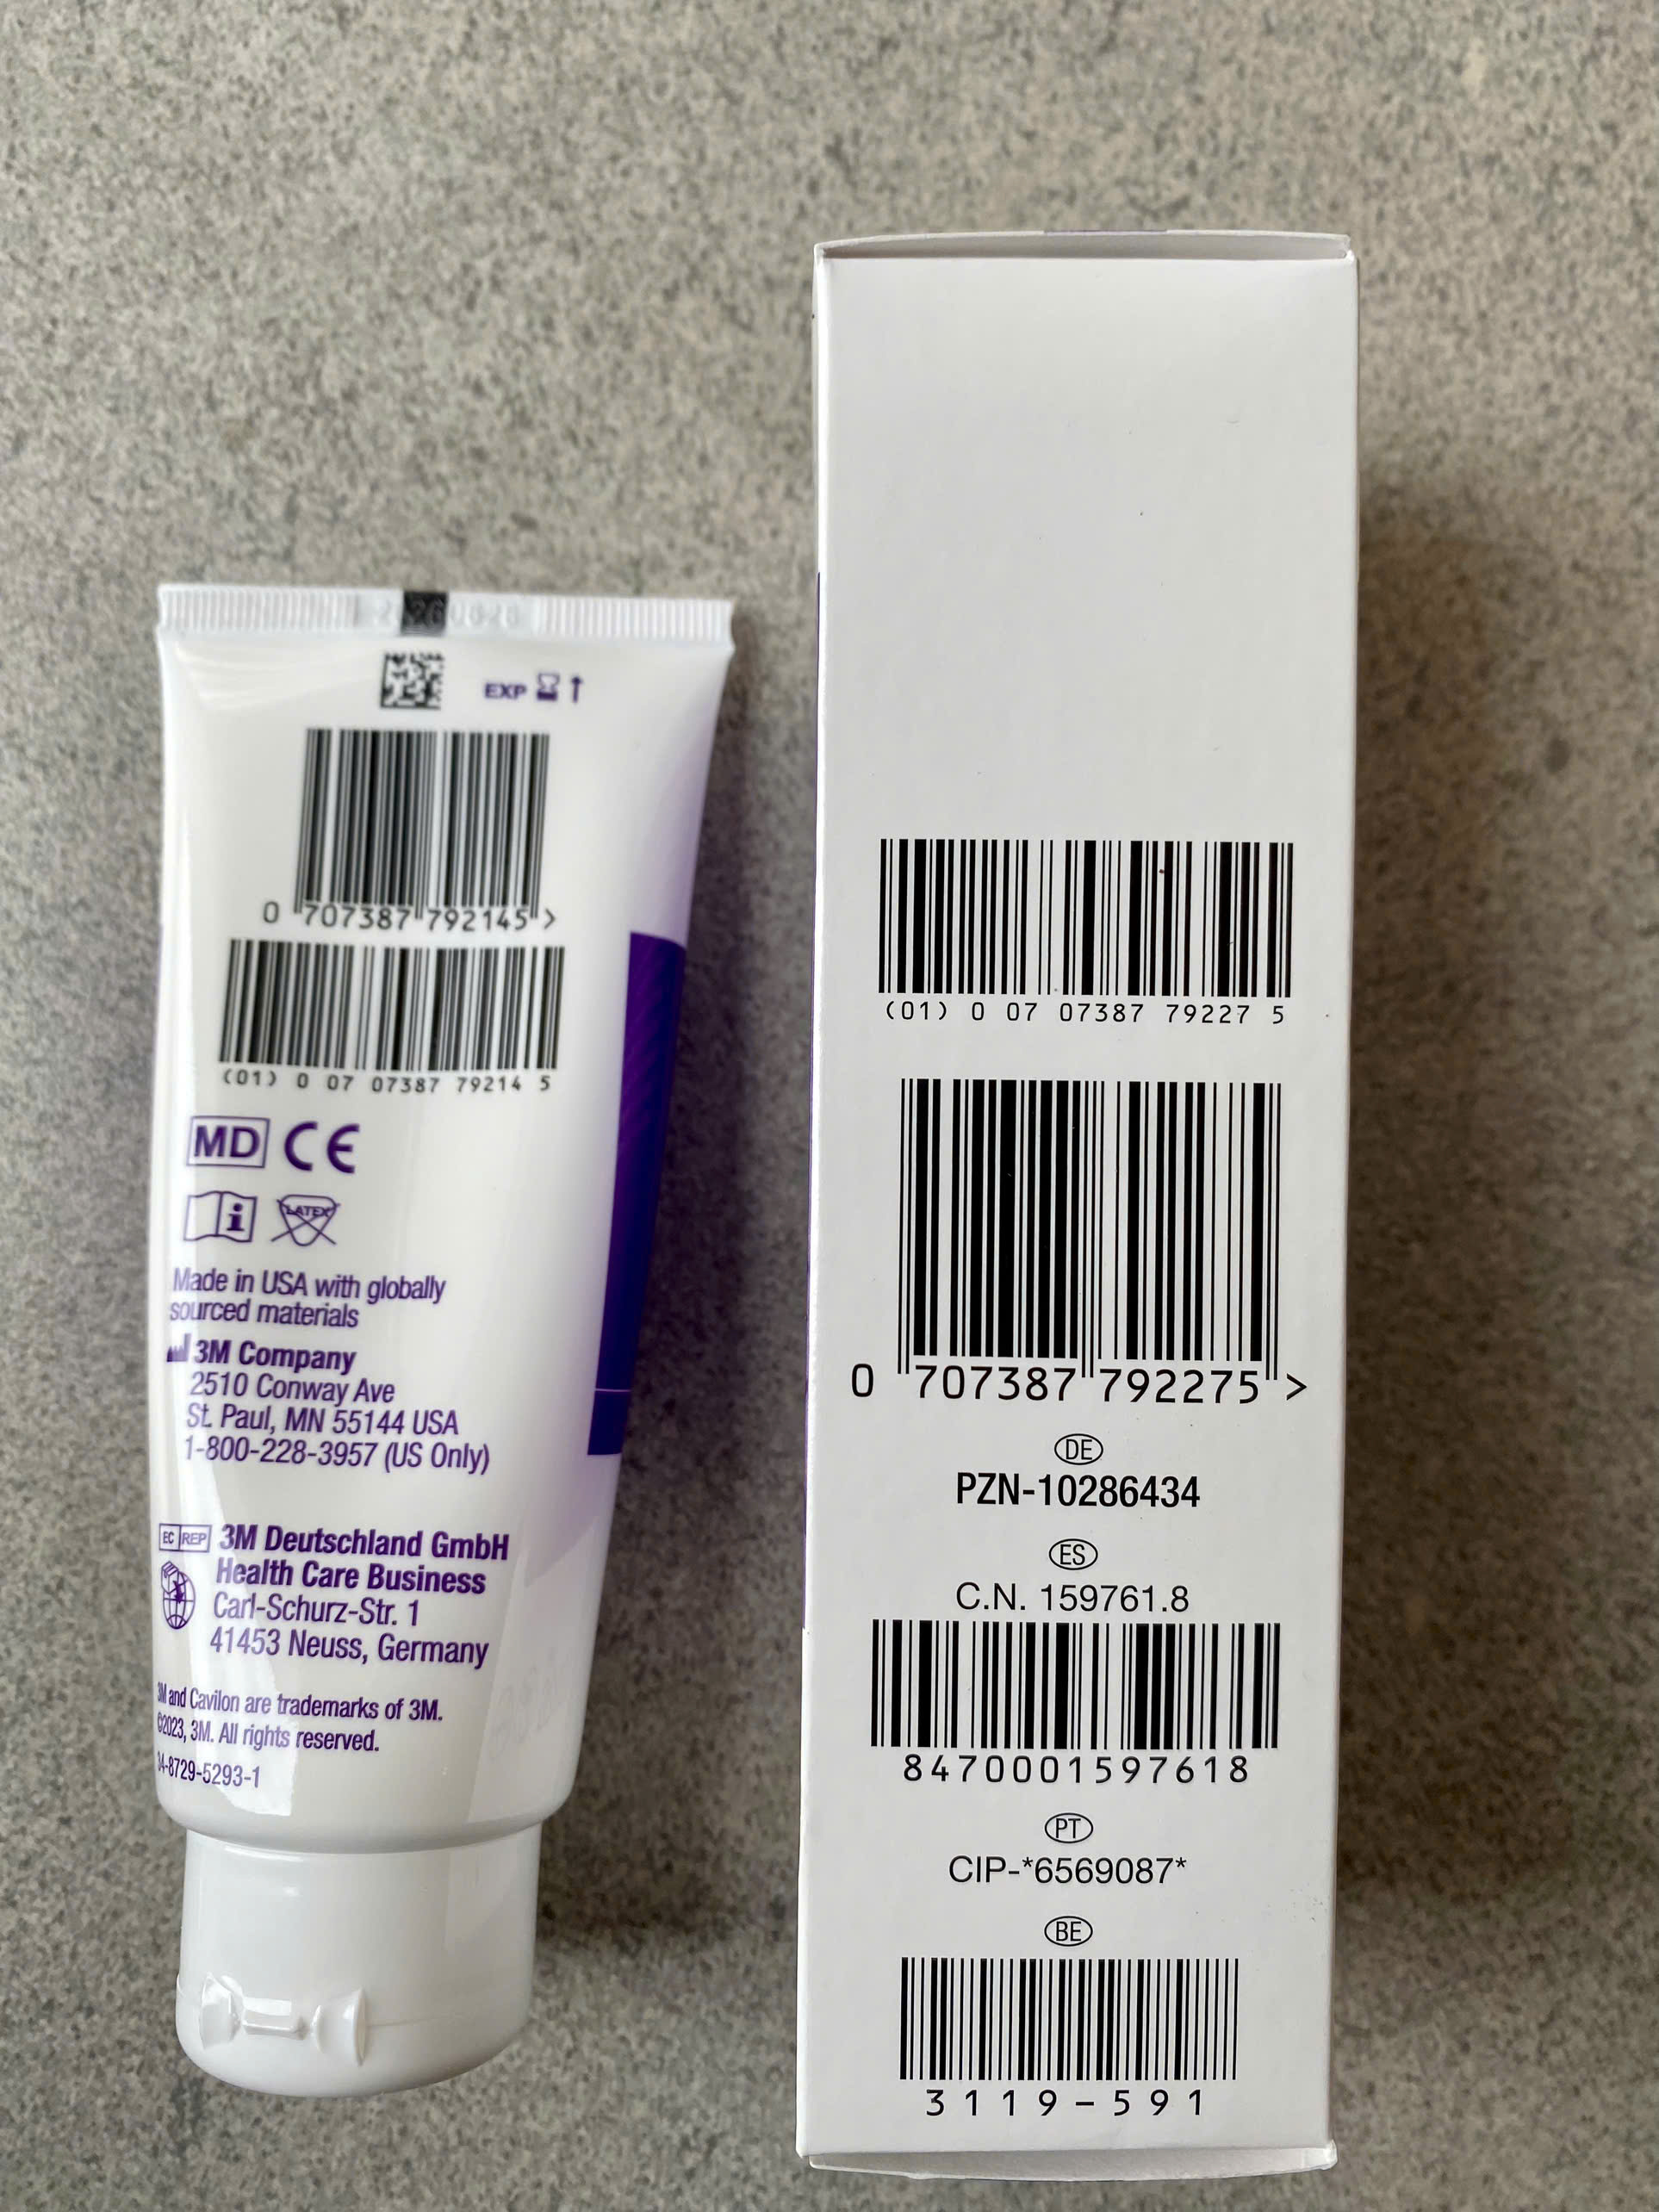 EXP
0 707387 792145 >
(01) 0 07 07387 79214 5
MD CE
LATEX
Made in USA with globally
sourced materials
3M Company
2510 Conway Ave
St. Paul, MN 55144 USA
1-800-228-3957 (US Only)
EC REP 3M Deutschland GmbH
Health Care Business
Carl-Schurz-Str. 1
41453 Neuss, Germany
3M and Cavilon are trademarks of 3M.
©2023, 3M. All rights reserved.
(01) 0 07 07387 79227 5
0 707387 792275 >
DE
PZN-10286434
ES
C.N. 159761.8
8470001597618
PT
CIP-*6569087*
BE
3119-591